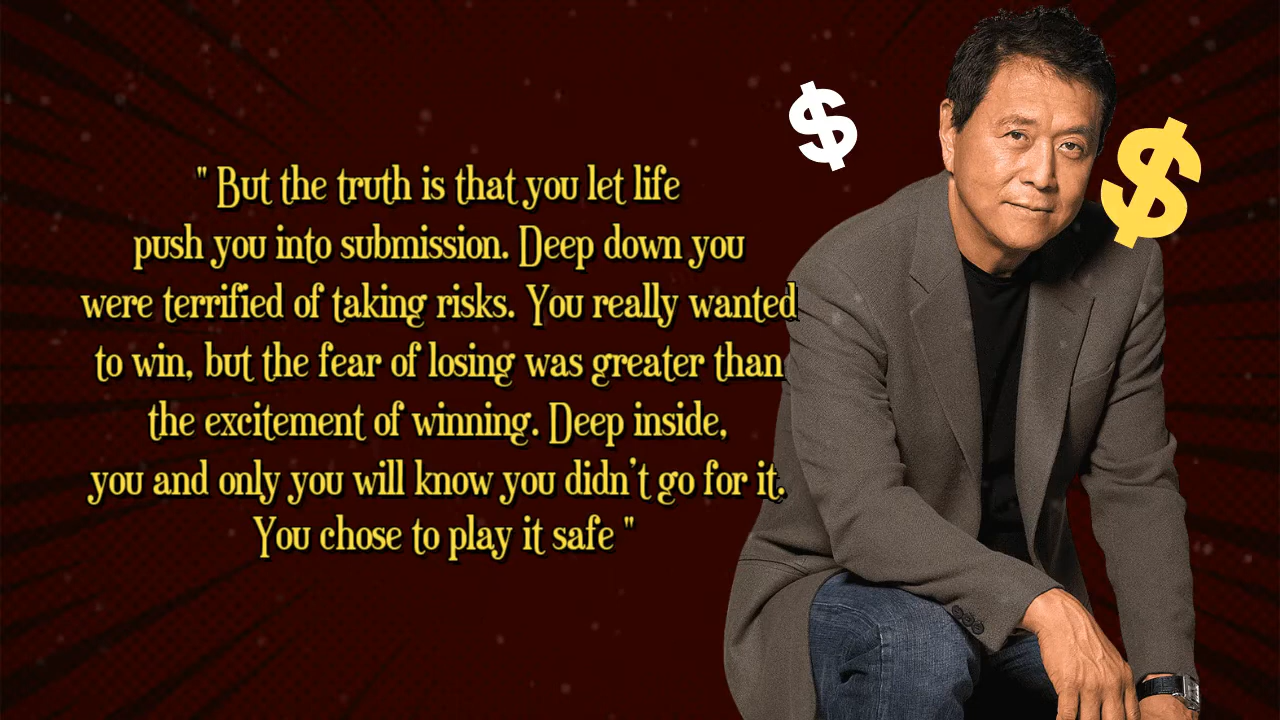 " But the truth is that you let life
push you into submission. Deep down you
were terrified of taking risks. You really wanted
to win, but the fear of losing was greater than
the excitement of winning. Deep inside,
you and only you will know you didn't go for it.
You chose to play it safe "
$
$